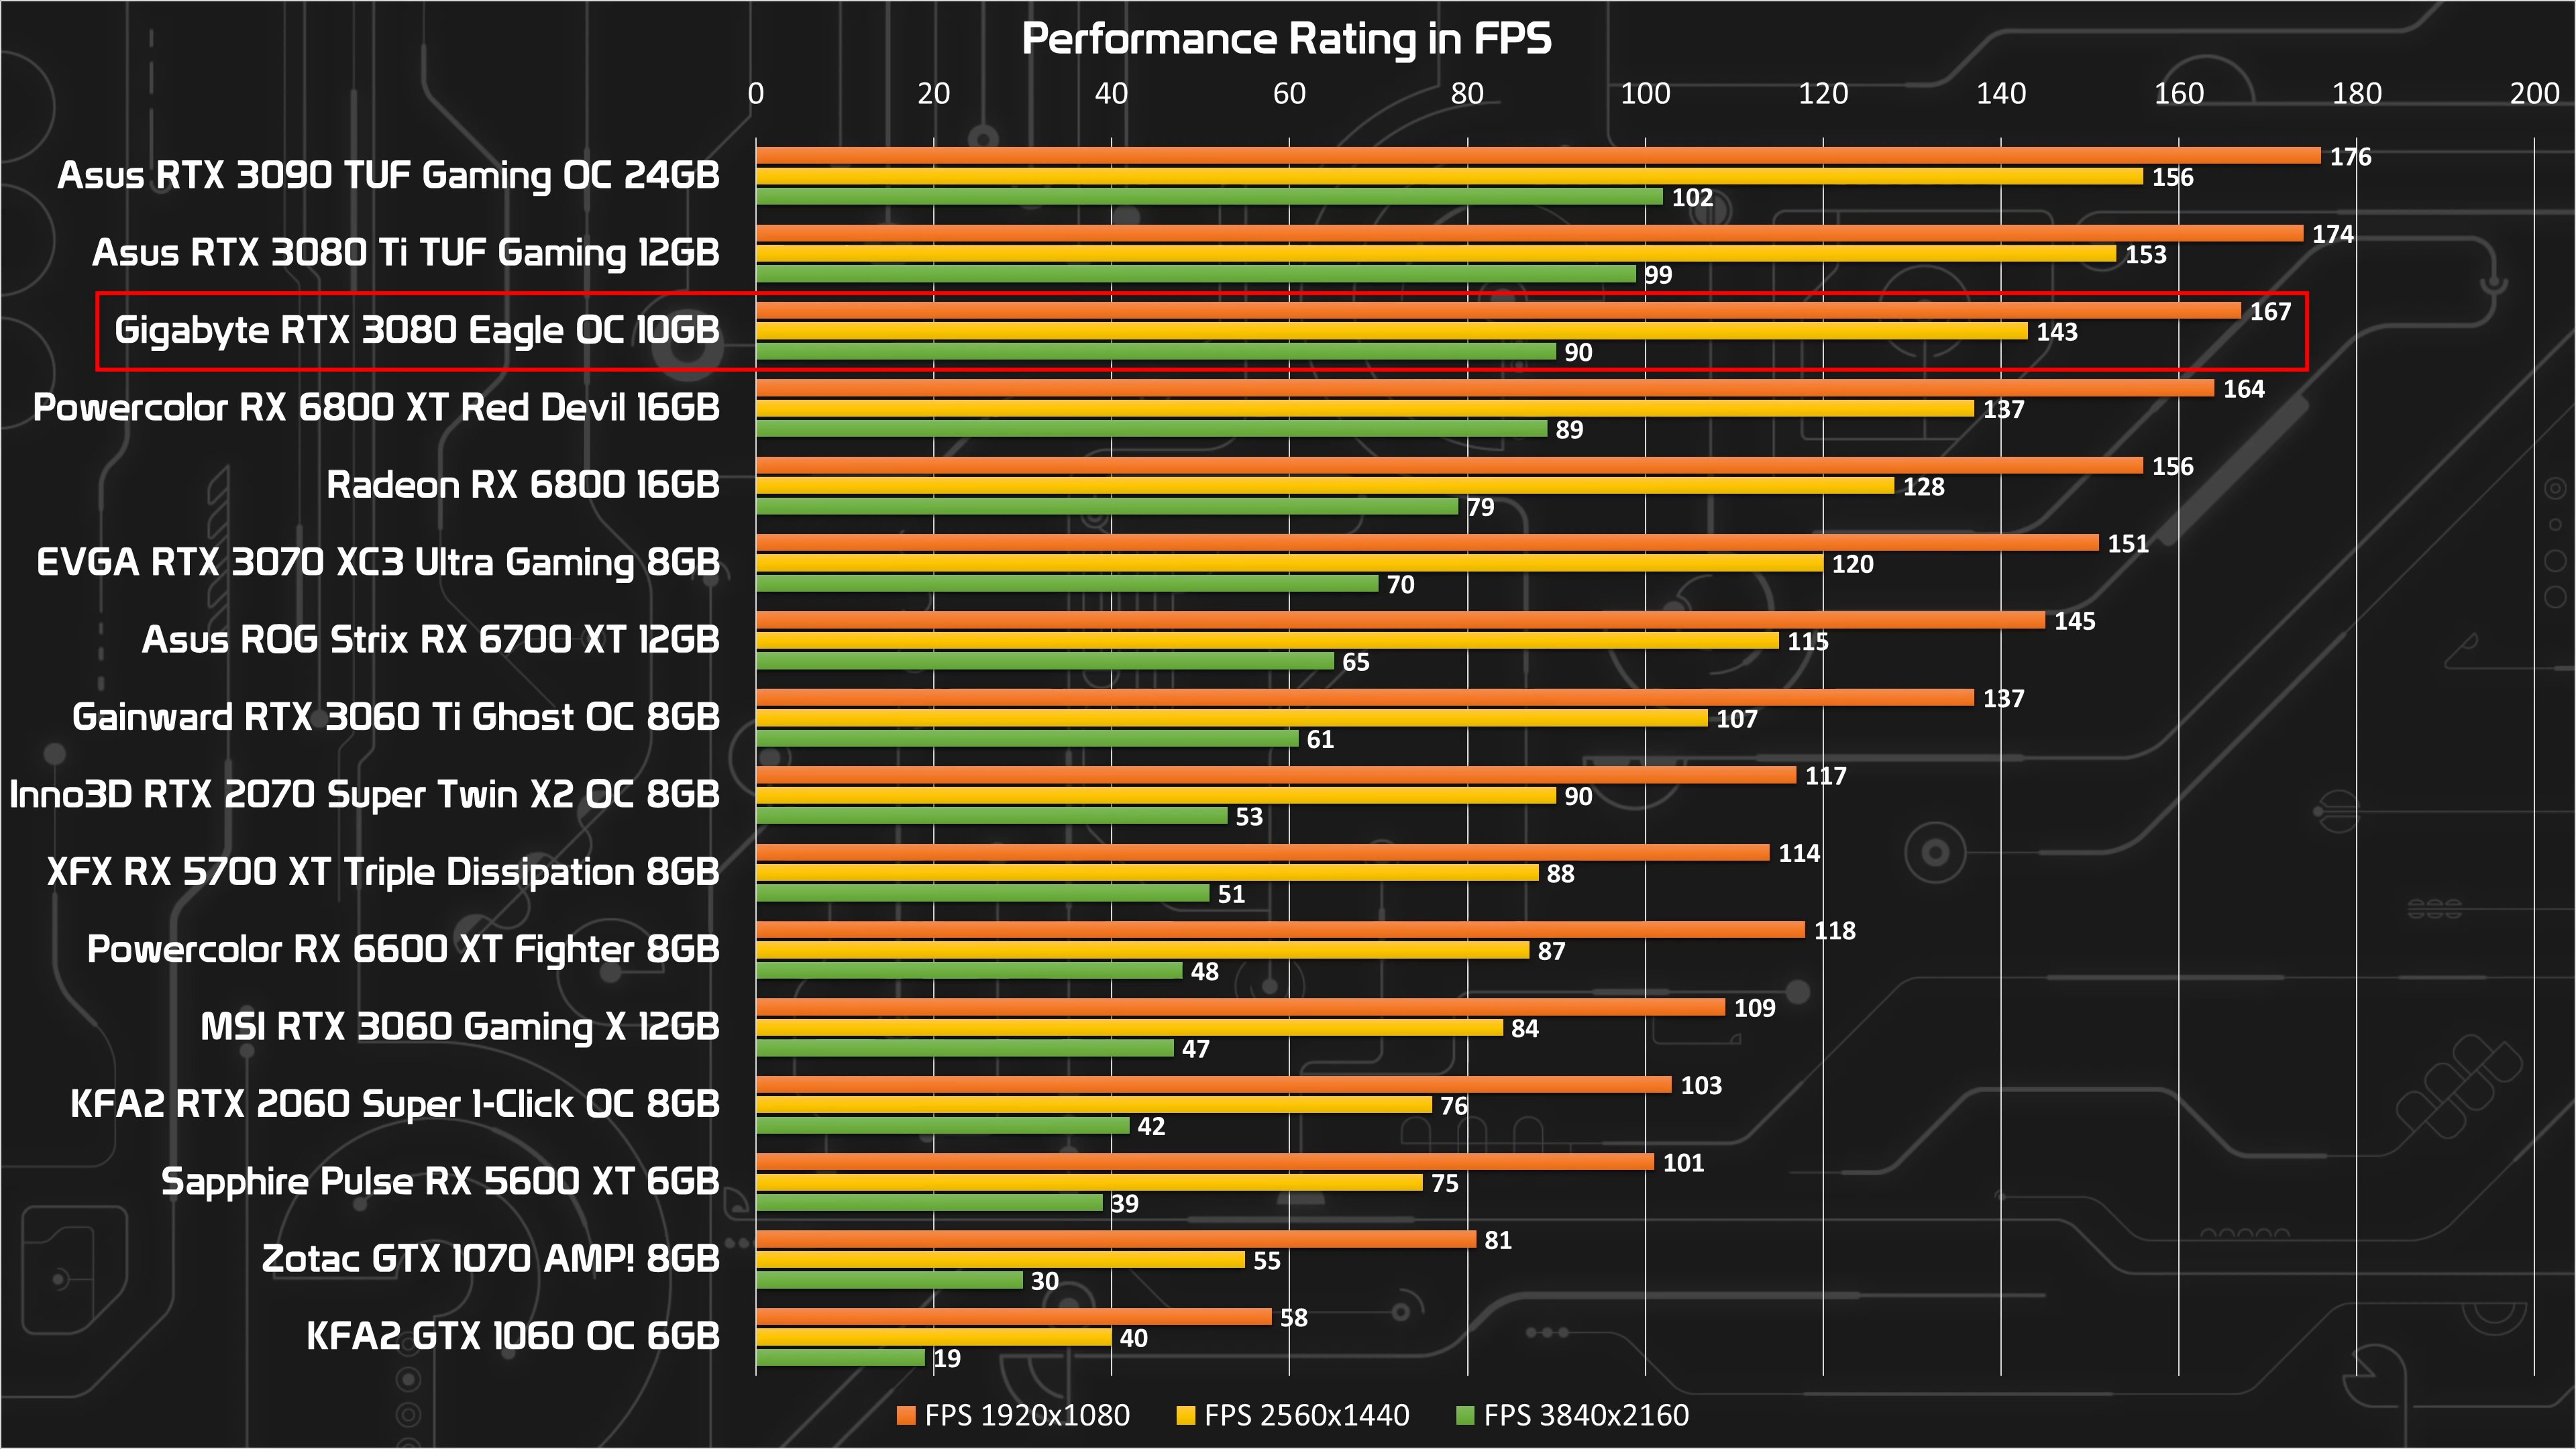 Performance Rating in FPS
0 20 40 60 80 100 120 140 160 180 200
Asus RTX 3090 TUF Gaming OC 24GB 176 156 102
Asus RTX 3080 Ti TUF Gaming 12GB 174 153 99
Gigabyte RTX 3080 Eagle OC 10GB 167 143 90
Powercolor RX 6800 XT Red Devil 16GB 164 137 89
Radeon RX 6800 16GB 156 128 79
EVGA RTX 3070 XC3 Ultra Gaming 8GB 151 120 70
Asus ROG Strix RX 6700 XT 12GB 145 115 65
Gainward RTX 3060 Ti Ghost OC 8GB 137 107 61
Inno3D RTX 2070 Super Twin X2 OC 8GB 117 90 53
XFX RX 5700 XT Triple Dissipation 8GB 114 88 51
Powercolor RX 6600 XT Fighter 8GB 118 87 48
MSI RTX 3060 Gaming X 12GB 109 84 47
KFA2 RTX 2060 Super 1-Click OC 8GB 103 76 42
Sapphire Pulse RX 5600 XT 6GB 101 75 39
Zotac GTX 1070 AMP! 8GB 81 55 30
KFA2 GTX 1060 OC 6GB 58 40 19
FPS 1920x1080 FPS 2560x1440 FPS 3840x2160